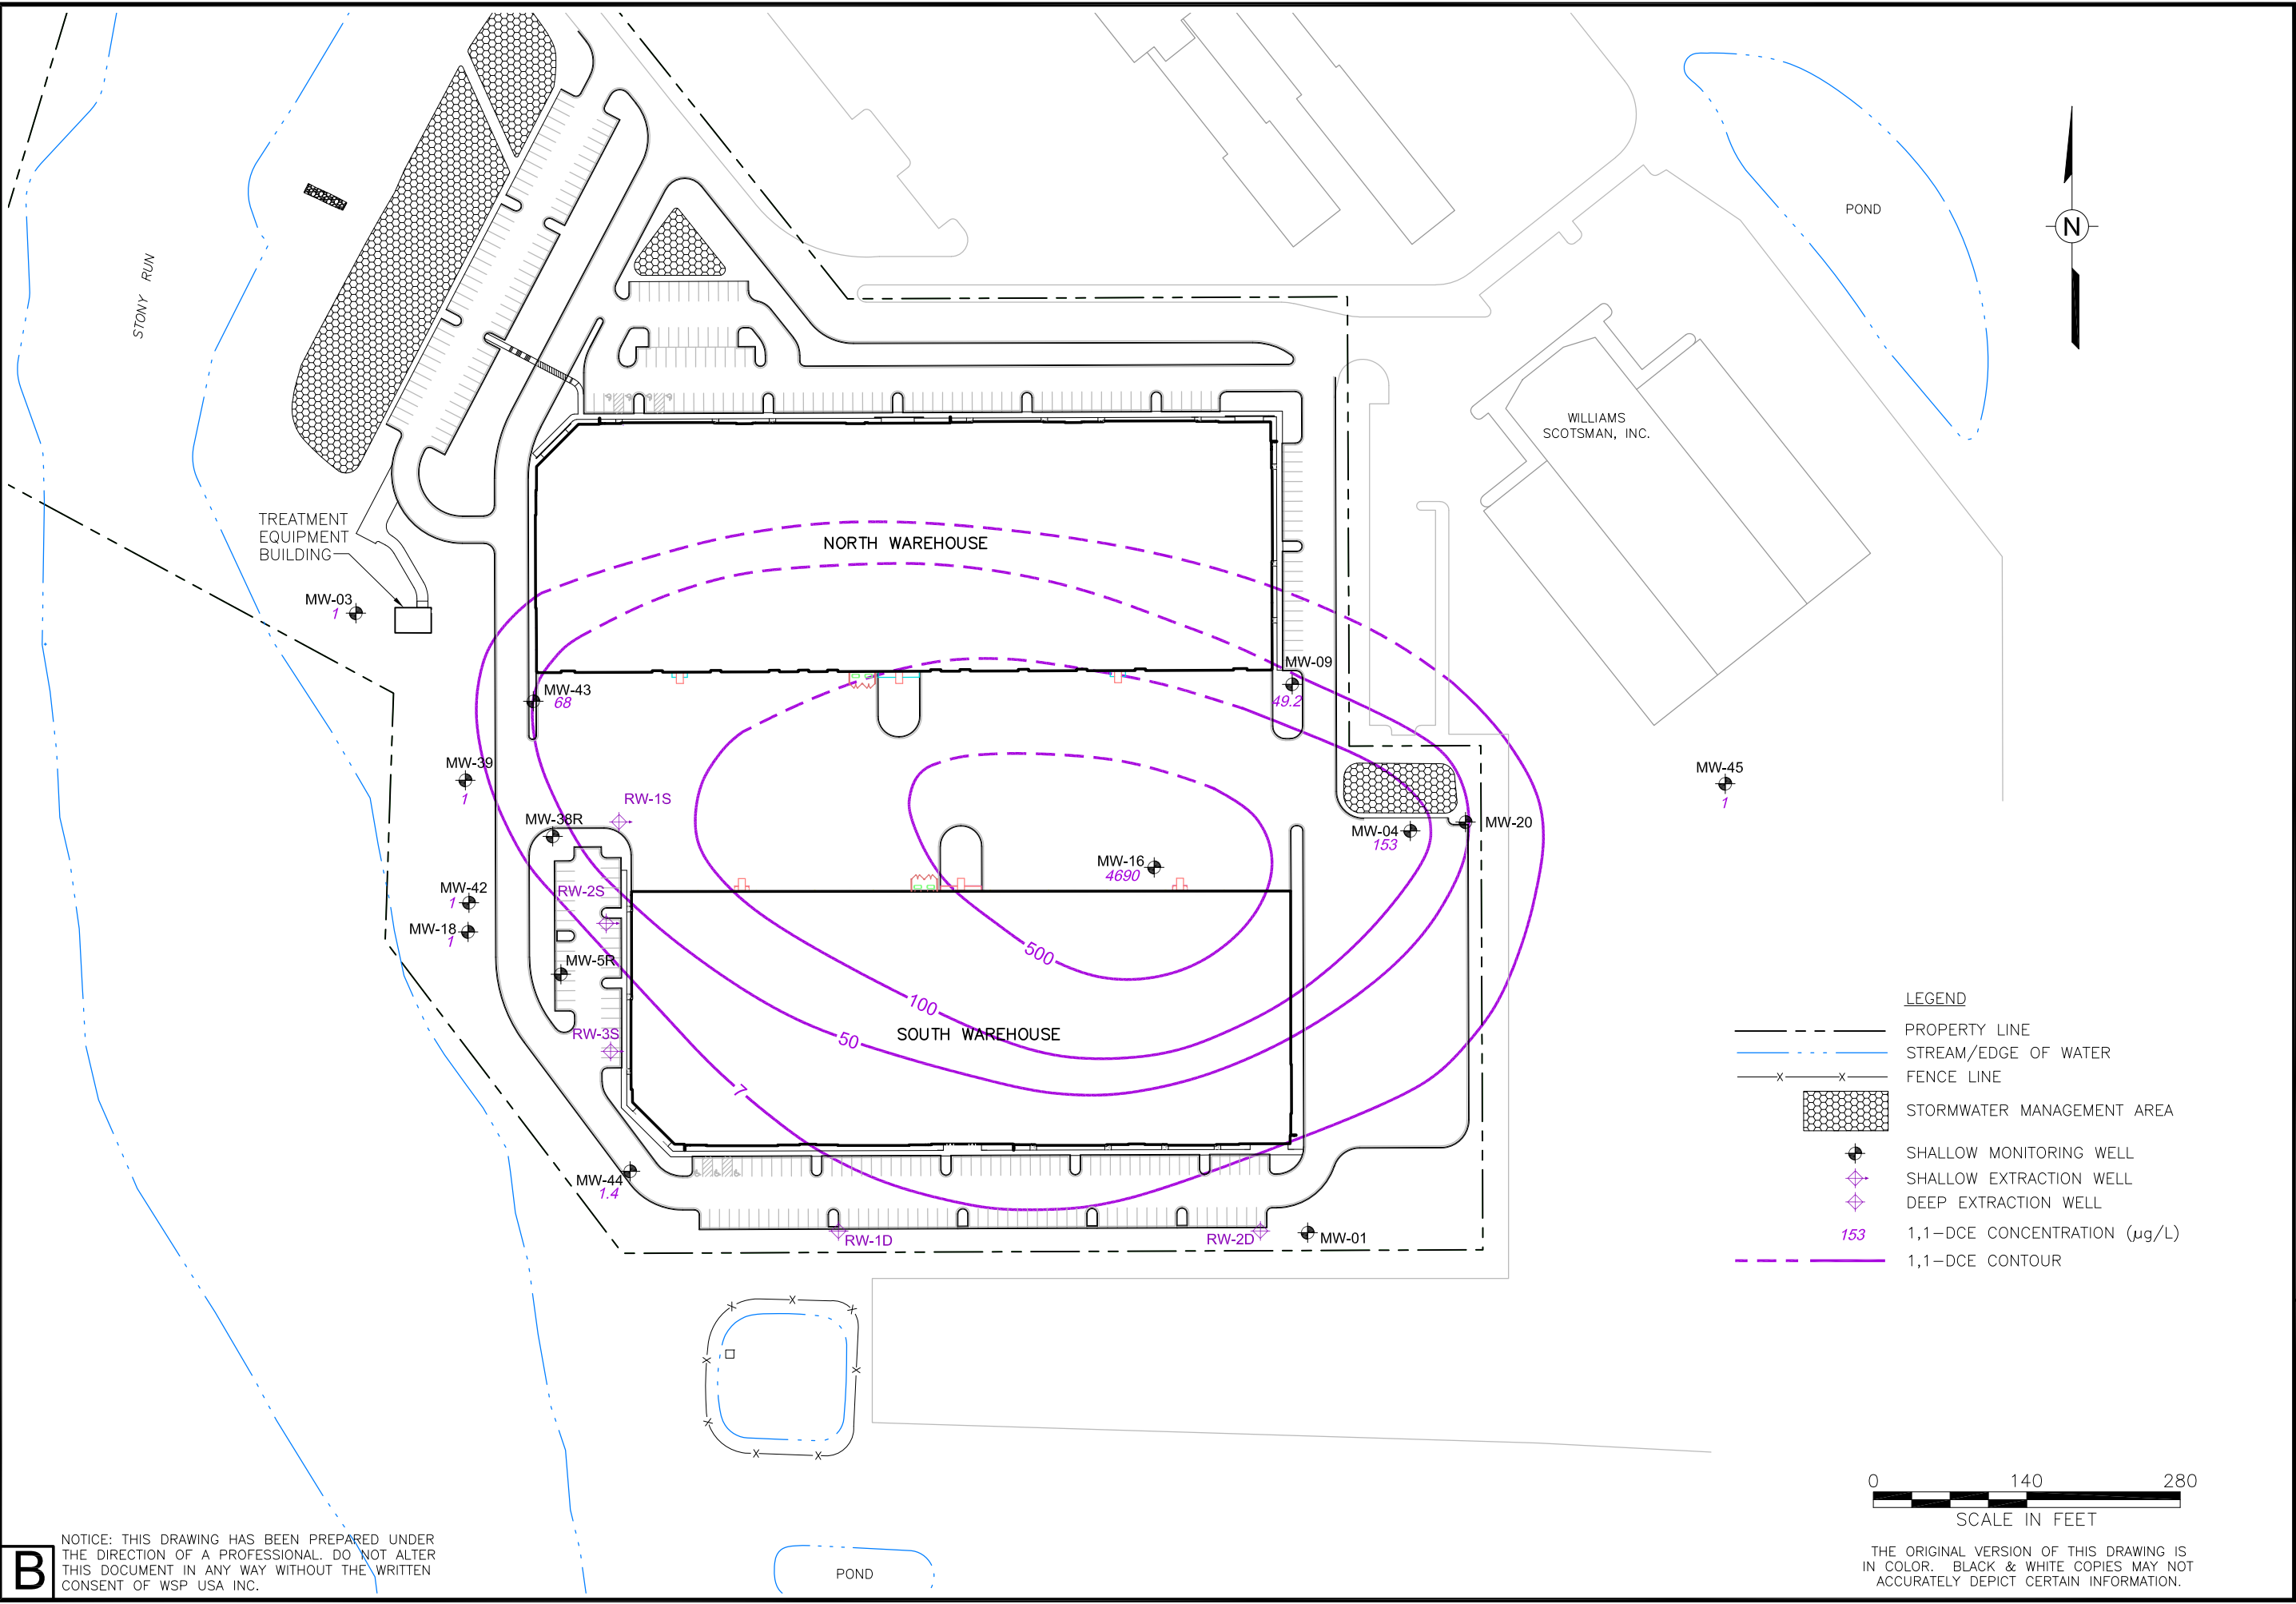 POND
N
STONY RUN
WILLIAMS
SCOTSMAN, INC.
TREATMENT
EQUIPMENT
BUILDING
NORTH WAREHOUSE
MW-03
1
MW-09
49.2
MW-43
68
MW-39
1
MW-45
1
RW-1S
MW-38R
MW-04
153
MW-20
MW-16
4690
MW-42
1
RW-2S
MW-18
1
MW-5R
500
100
RW-3S
50
SOUTH WAREHOUSE
7
MW-44
1.4
RW-1D
RW-2D
MW-01
LEGEND
PROPERTY LINE
STREAM/EDGE OF WATER
X X FENCE LINE
STORMWATER MANAGEMENT AREA
SHALLOW MONITORING WELL
SHALLOW EXTRACTION WELL
DEEP EXTRACTION WELL
153 1,1-DCE CONCENTRATION (µg/L)
1,1-DCE CONTOUR
X X X
X X
X X X
0 140 280
SCALE IN FEET
THE ORIGINAL VERSION OF THIS DRAWING IS
IN COLOR. BLACK & WHITE COPIES MAY NOT
ACCURATELY DEPICT CERTAIN INFORMATION.
POND
B
NOTICE: THIS DRAWING HAS BEEN PREPARED UNDER
THE DIRECTION OF A PROFESSIONAL. DO NOT ALTER
THIS DOCUMENT IN ANY WAY WITHOUT THE WRITTEN
CONSENT OF WSP USA INC.